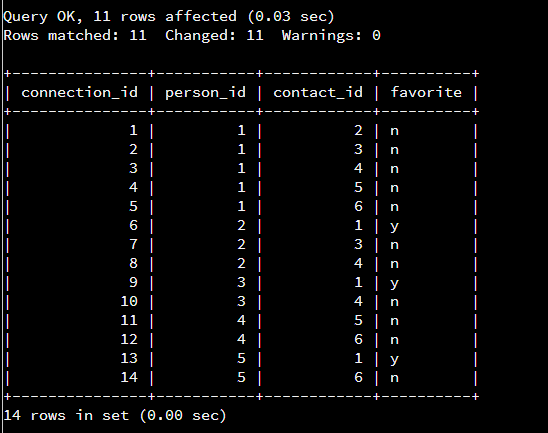 Query OK, 11 rows affected (0.03 sec)
Rows matched: 11  Changed: 11  Warnings: 0

+---------------+-----------+------------+----------+
| connection_id | person_id | contact_id | favorite |
+---------------+-----------+------------+----------+
|             1 |         1 |          2 | n        |
|             2 |         1 |          3 | n        |
|             3 |         1 |          4 | n        |
|             4 |         1 |          5 | n        |
|             5 |         1 |          6 | n        |
|             6 |         2 |          1 | y        |
|             7 |         2 |          3 | n        |
|             8 |         2 |          4 | n        |
|             9 |         3 |          1 | y        |
|            10 |         3 |          4 | n        |
|            11 |         4 |          5 | n        |
|            12 |         4 |          6 | n        |
|            13 |         5 |          1 | y        |
|            14 |         5 |          6 | n        |
+---------------+-----------+------------+----------+
14 rows in set (0.00 sec)